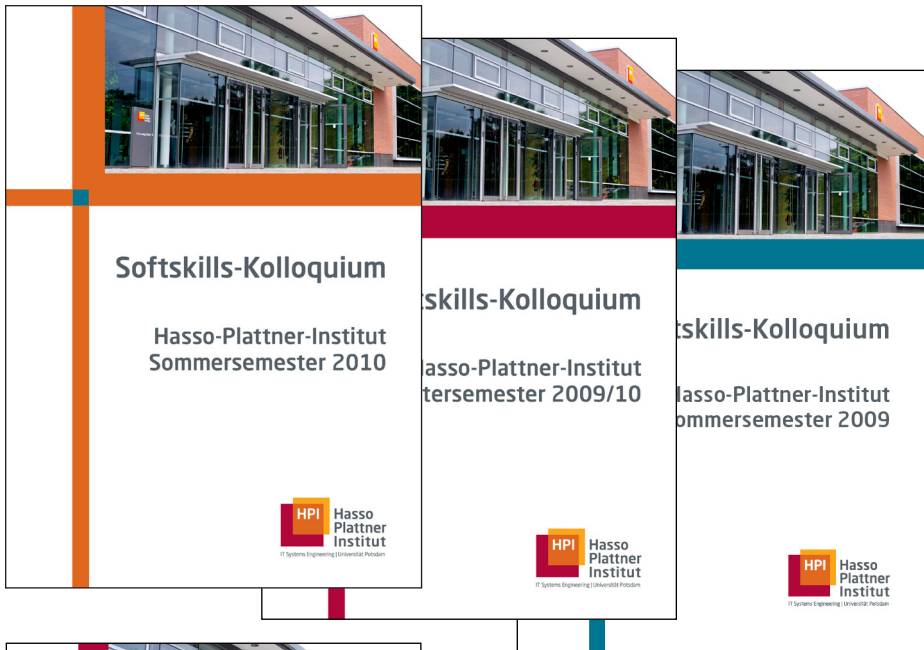 Softskills-Kolloquium
Hasso-Plattner-Institut
Sommersemester 2010
HPI
Hasso
Plattner
Institut
IT Systems Engineering | Universität Potsdam
tskills-Kolloquium
Hasso-Plattner-Institut
tersemester 2009/10
HPI
Hasso
Plattner
Institut
IT Systems Engineering | Universität Potsdam
tskills-Kolloquium
Hasso-Plattner-Institut
ommersemester 2009
HPI
Hasso
Plattner
Institut
IT Systems Engineering | Universität Potsdam